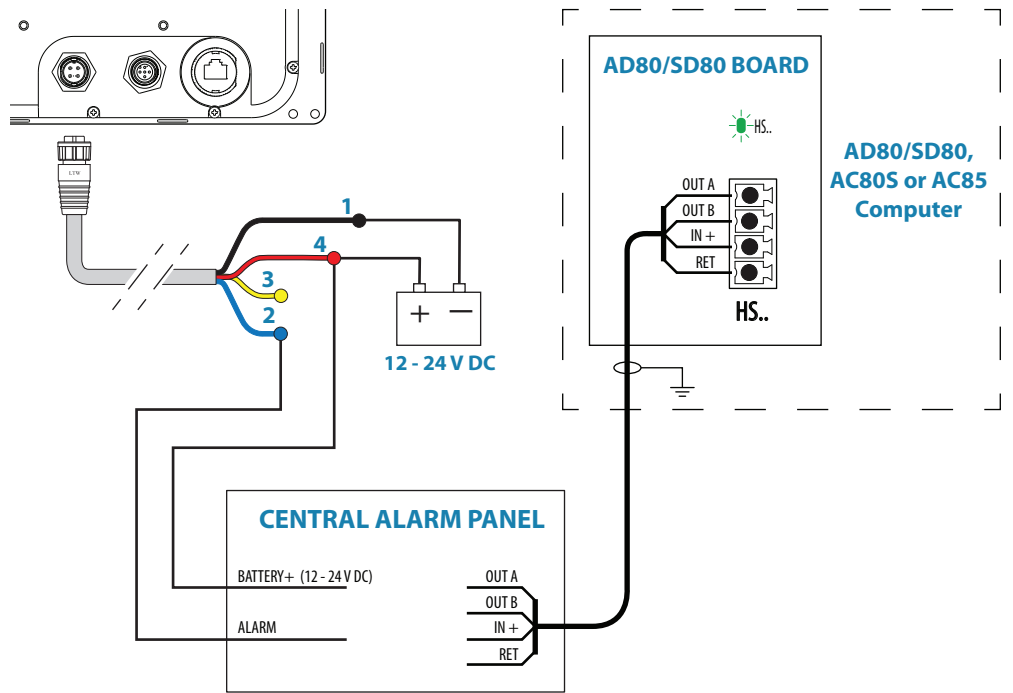 AD80/SD80 BOARD
HS..
AD80/SD80,
AC80S or AC85
Computer
OUT A
OUT B
IN +
RET
HS..
LTW
1
4
3
2
+ –
12 - 24 V DC
CENTRAL ALARM PANEL
BATTERY+ (12 - 24 V DC)
ALARM
OUT A
OUT B
IN +
RET